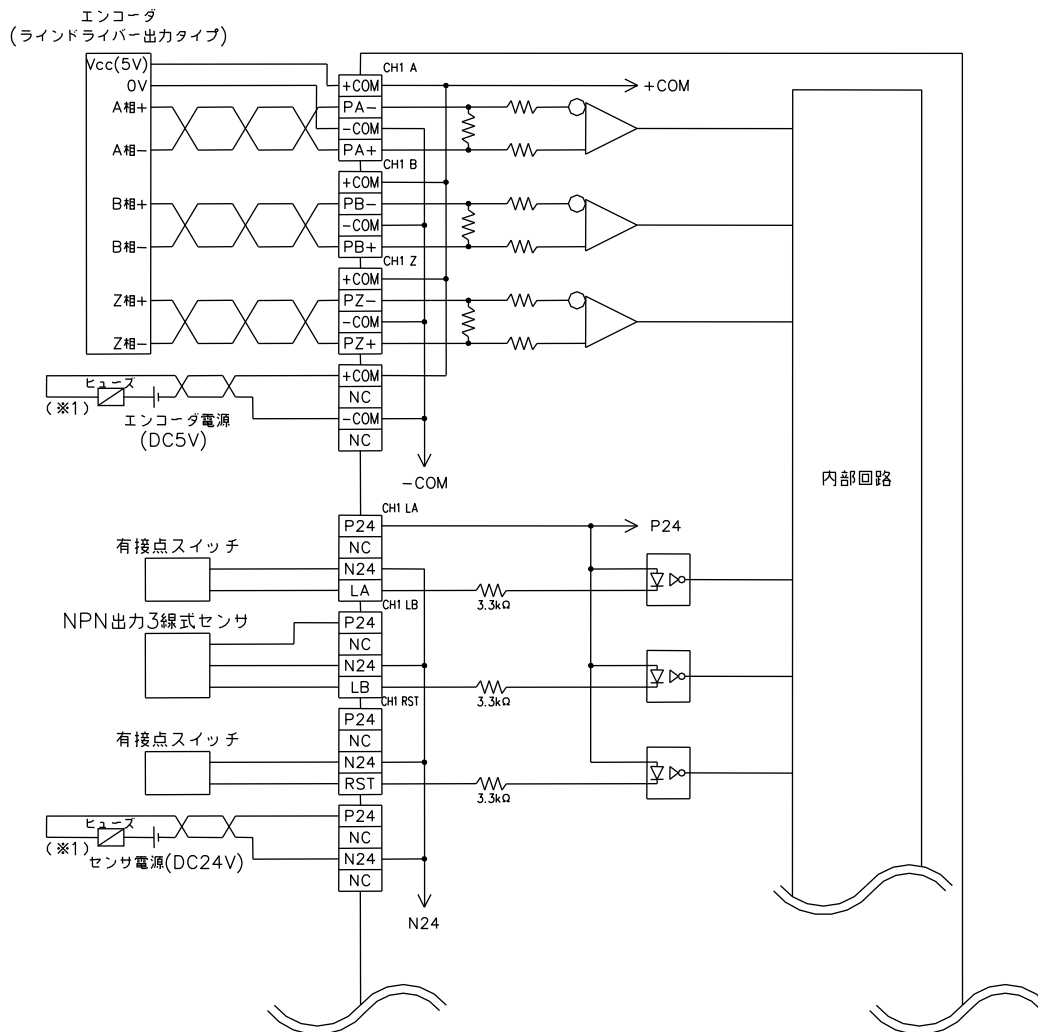 エンコーダ
(ラインドライバー出力タイプ)
Vcc(5V)
0V
A相+
A相-
B相+
B相-
Z相+
Z相-
CH1 A
+COM
PA-
-COM
PA+
CH1 B
+COM
PB-
-COM
PB+
CH1 Z
+COM
PZ-
-COM
PZ+
+COM
NC
-COM
NC
+COM
-COM
ヒューズ
(※1)
エンコーダ電源
(DC5V)
内部回路
CH1 LA
P24
NC
N24
LA
P24
有接点スイッチ
3.3kΩ
CH1 LB
NPN出力3線式センサ
P24
NC
N24
LB
3.3kΩ
CH1 RST
P24
NC
N24
RST
有接点スイッチ
3.3kΩ
P24
NC
N24
NC
ヒューズ
(※1)
センサ電源(DC24V)
N24